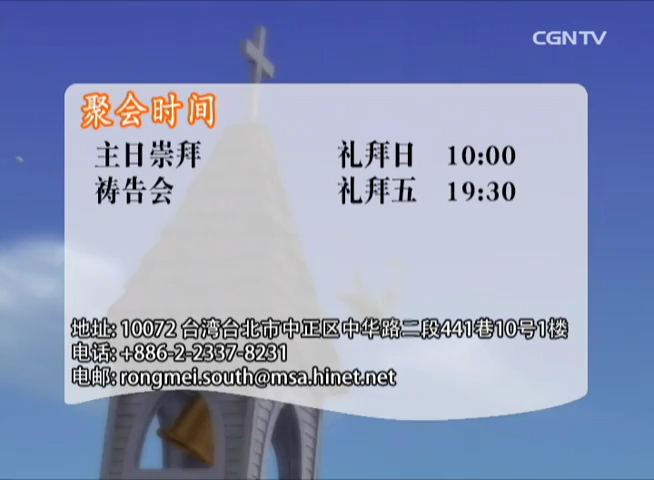 CGNTV
聚会时间
主日崇拜 礼拜日 10:00
祷告会 礼拜五 19:30
地址: 10072 台湾台北市中正区中华路二段441巷10号1楼
电话: +886-2-2337-8231
电邮: rongmei.south@msa.hinet.net